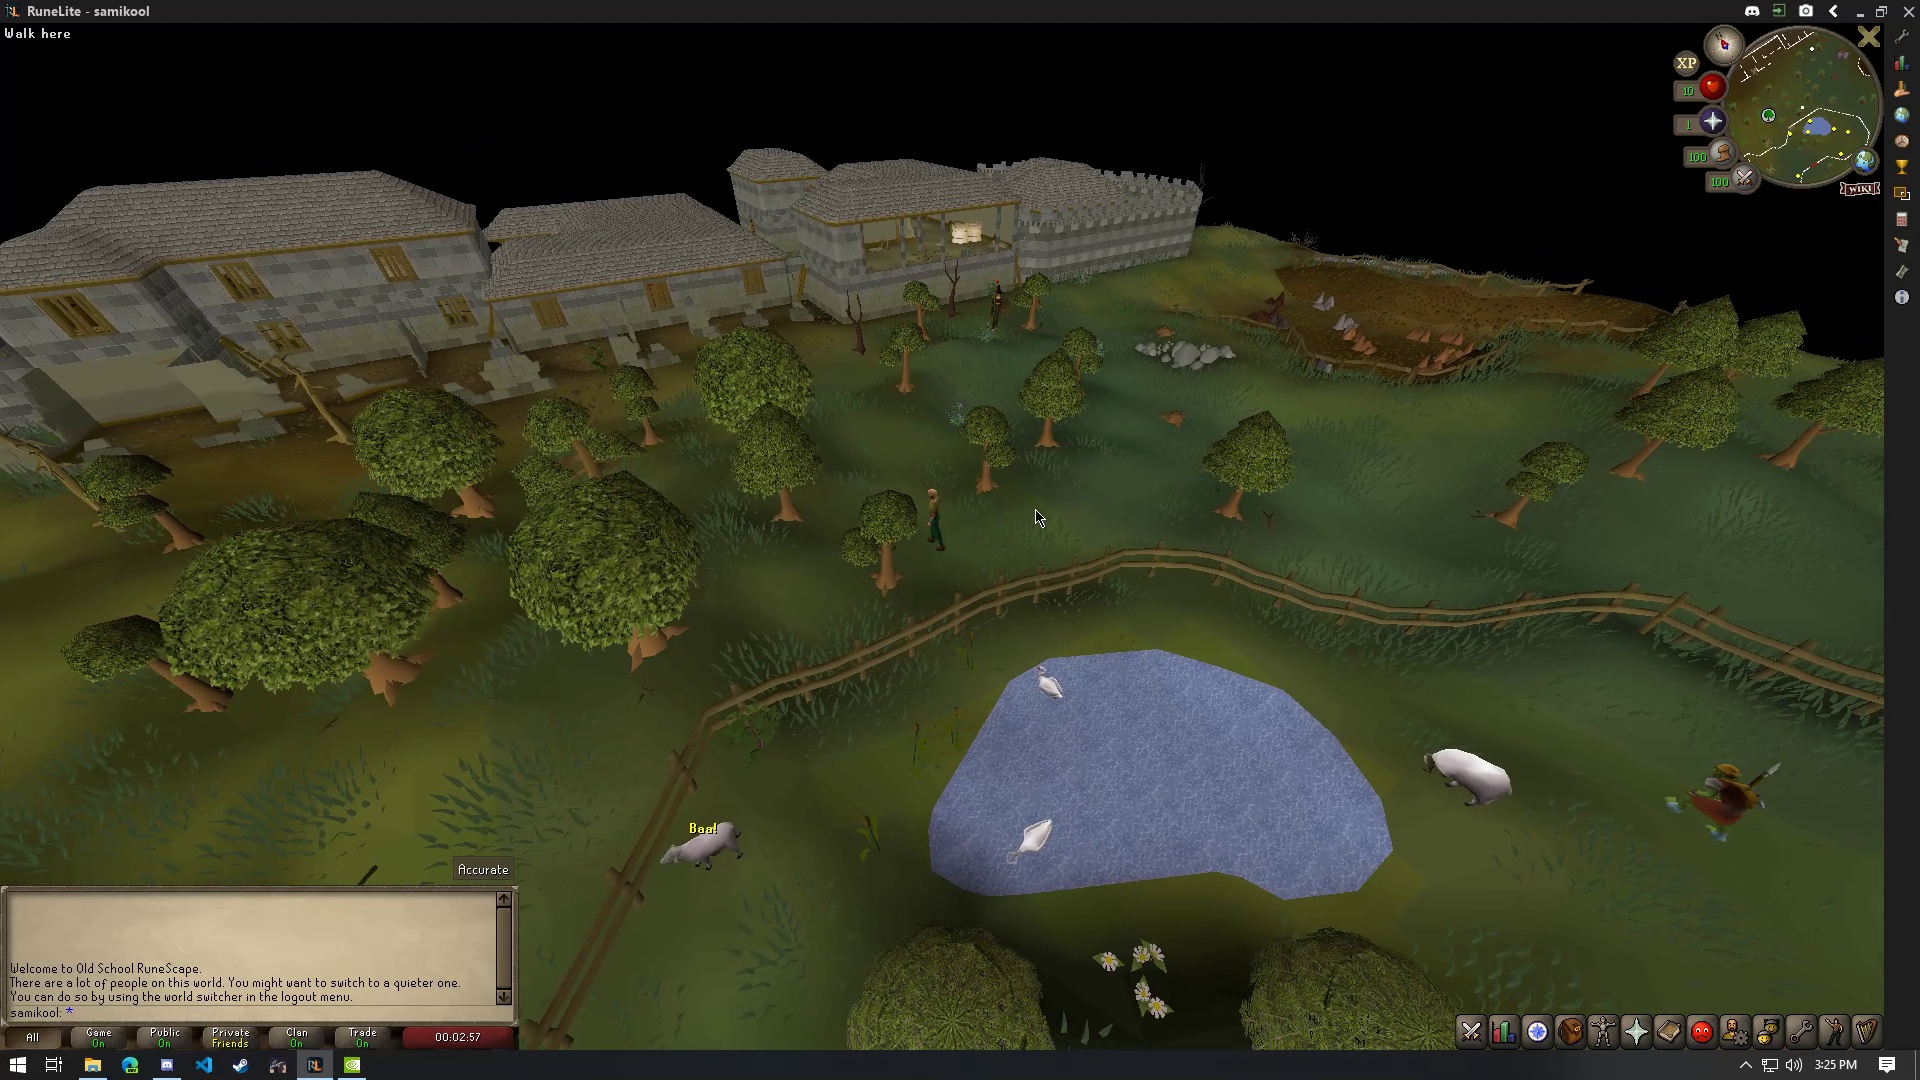 RuneLite - samikool
Walk here
XP
10
1
100
100
WIKI
Baa!
Accurate
Welcome to Old School RuneScape.
There are a lot of people on this world. You might want to switch to a quieter one.
You can do so by using the world switcher in the logout menu.
samikool: *
All
Game
On
Public
On
Private
Friends
Clan
On
Trade
On
00:02:57
3:25 PM